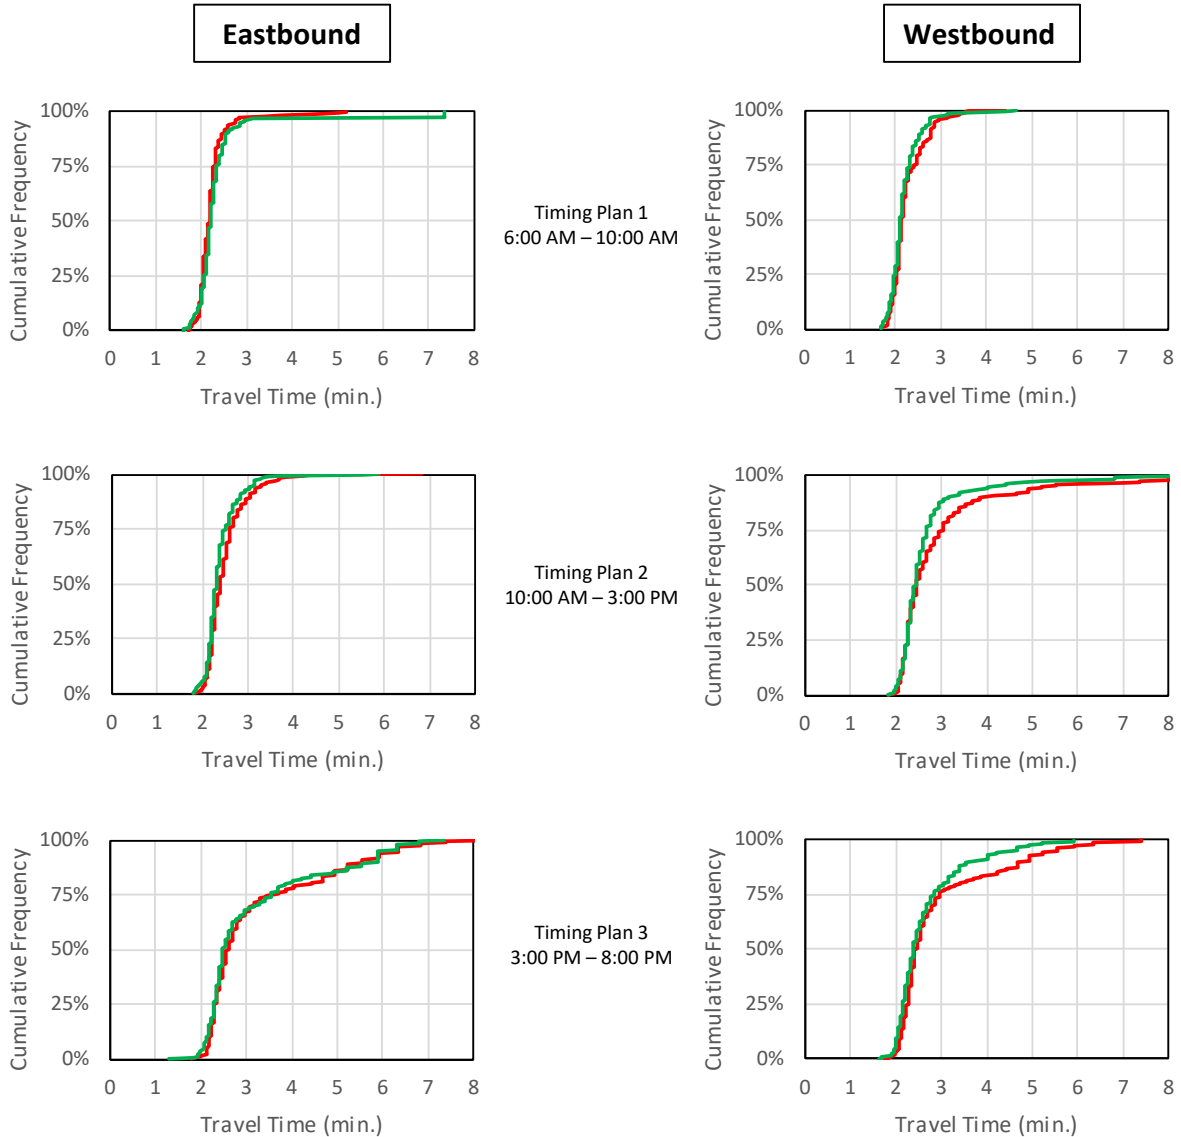 Eastbound
Westbound
100%
75%
50%
25%
0%
Cumulative Frequency
0 1 2 3 4 5 6 7 8
Travel Time (min.)
Timing Plan 1
6:00 AM – 10:00 AM
100%
75%
50%
25%
0%
Cumulative Frequency
0 1 2 3 4 5 6 7 8
Travel Time (min.)
100%
75%
50%
25%
0%
Cumulative Frequency
0 1 2 3 4 5 6 7 8
Travel Time (min.)
Timing Plan 2
10:00 AM – 3:00 PM
100%
75%
50%
25%
0%
Cumulative Frequency
0 1 2 3 4 5 6 7 8
Travel Time (min.)
100%
75%
50%
25%
0%
Cumulative Frequency
0 1 2 3 4 5 6 7 8
Travel Time (min.)
Timing Plan 3
3:00 PM – 8:00 PM
100%
75%
50%
25%
0%
Cumulative Frequency
0 1 2 3 4 5 6 7 8
Travel Time (min.)